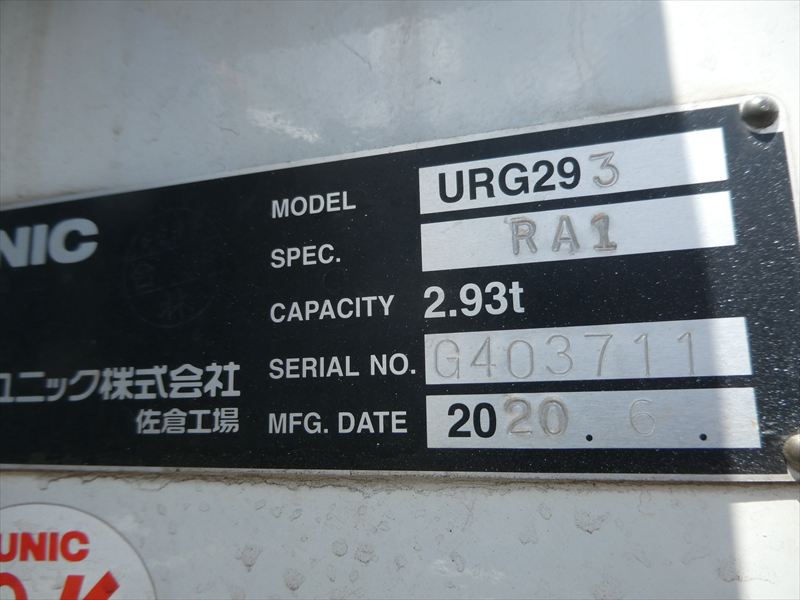 MODEL URG293
UNIC
SPEC. RA1
CAPACITY 2.93t
ユニック株式会社
SERIAL NO. G403711
佐倉工場
MFG. DATE 2020.6.
UNIC